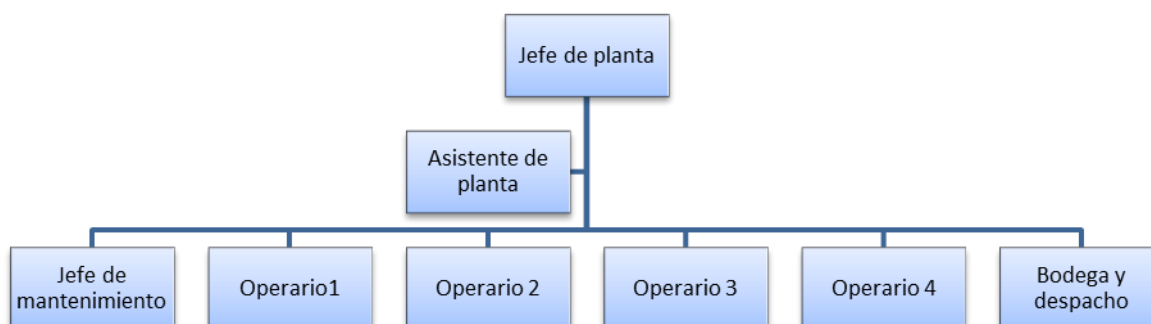 Jefe de planta
Asistente de
planta
Jefe de
mantenimiento
Operario1
Operario 2
Operario 3
Operario 4
Bodega y
despacho